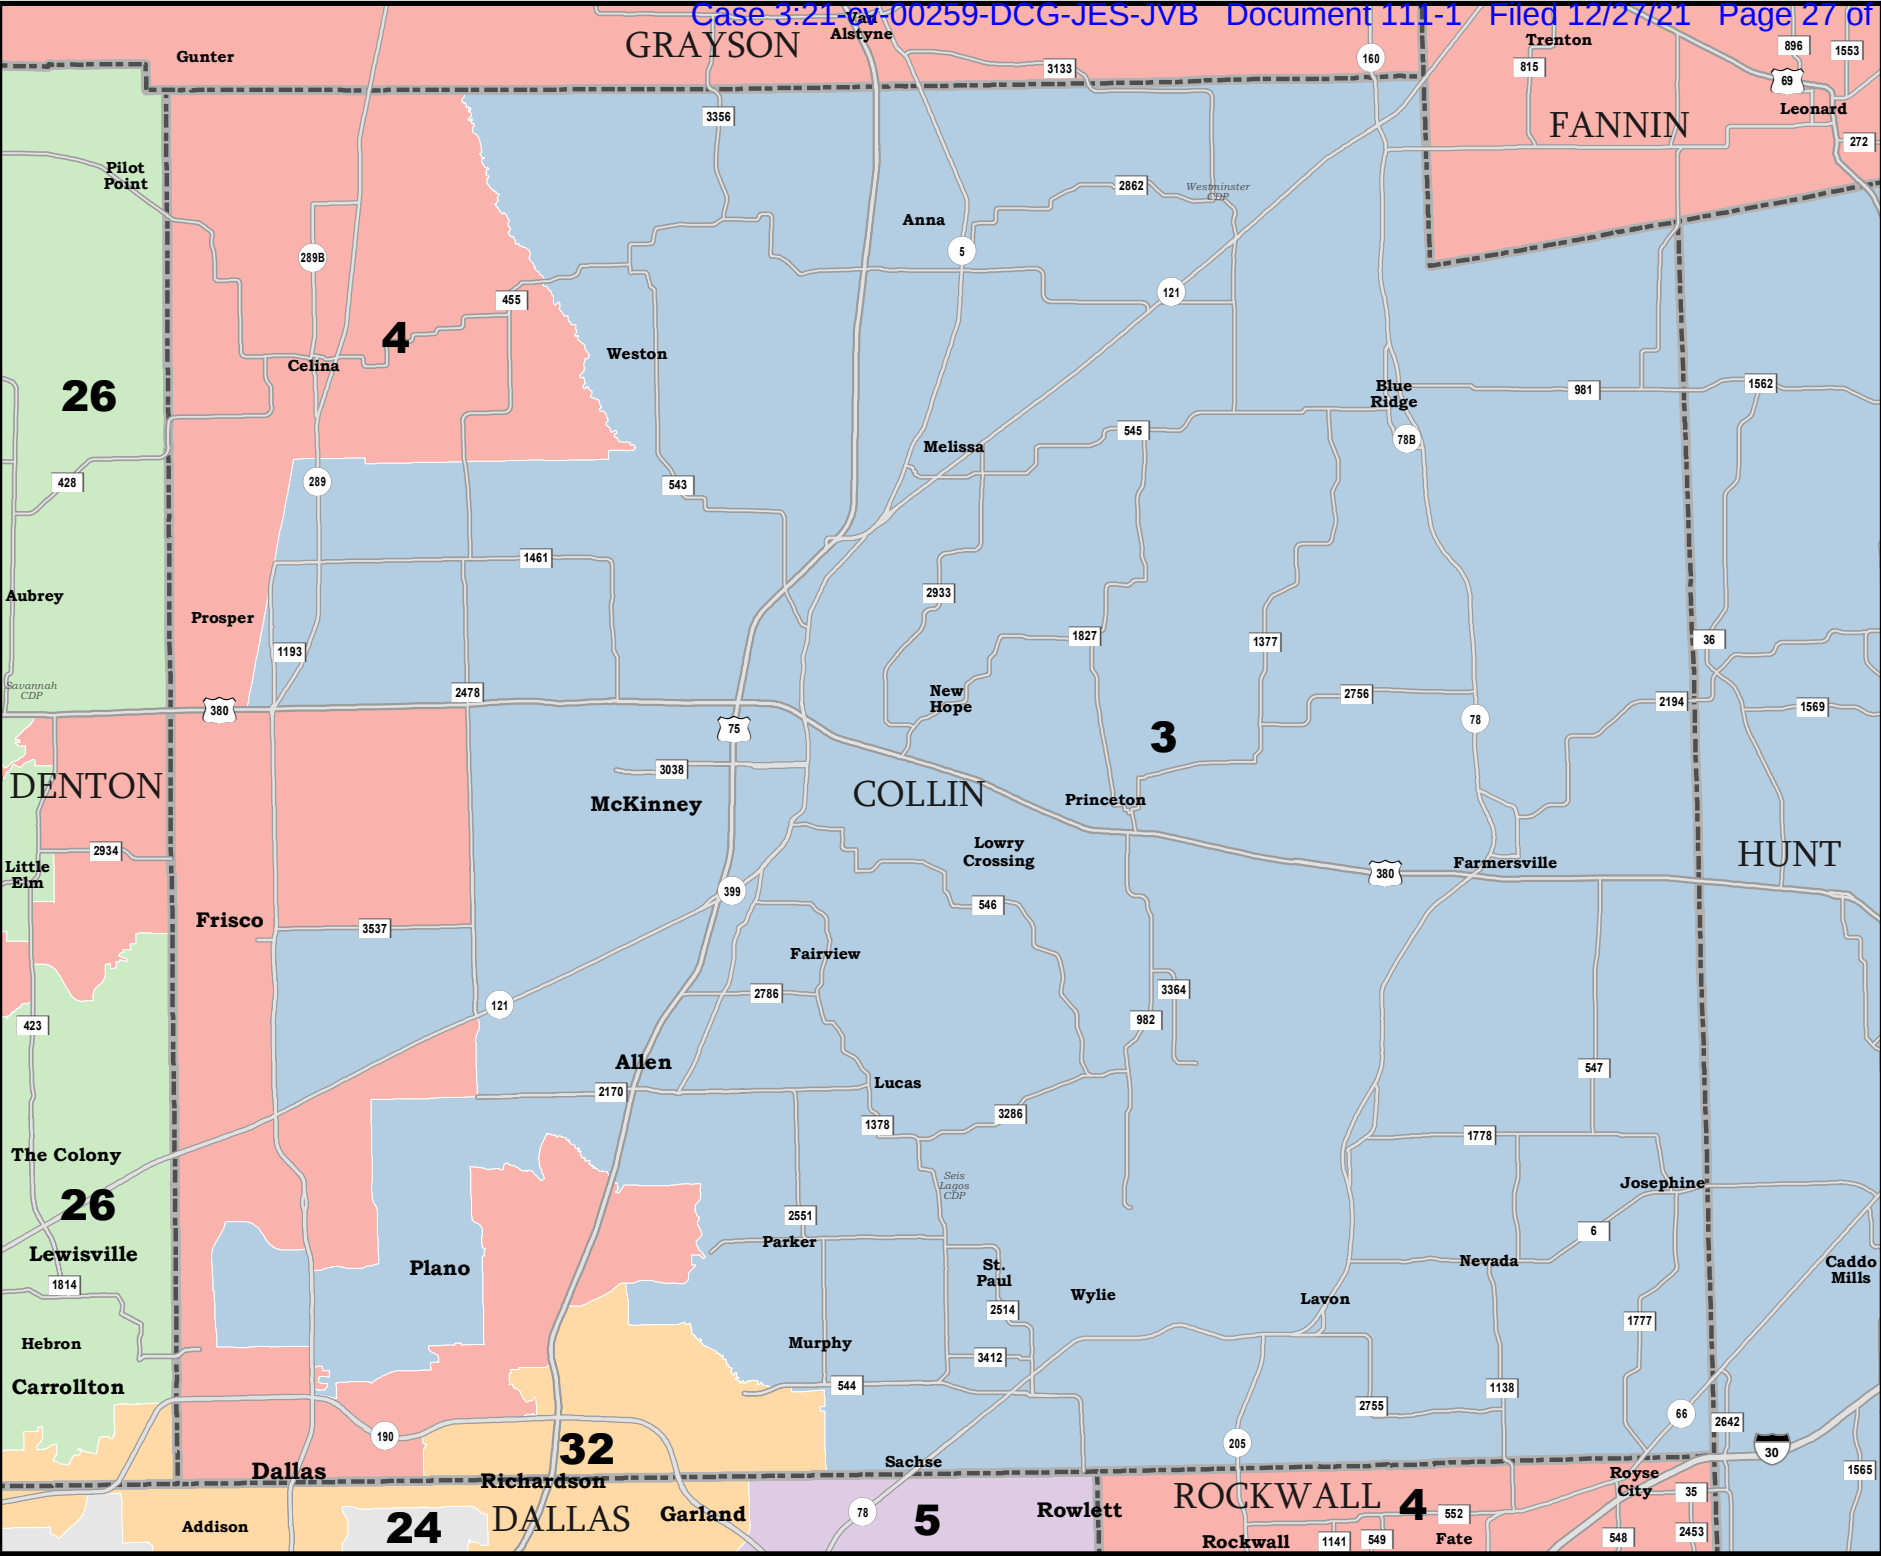 Case 3:21-cv-00259-DCG-JES-JVB Document 111-1 Filed 12/27/21 Page 27 of
Van
Alstyne
GRAYSON
Gunter
Trenton
896
1553
160
3133
815
69
Leonard
FANNIN
3356
272
Pilot
Point
2862
Westminster
CDP
Anna
5
289B
121
455
4
Weston
Celina
26
Blue
Ridge
981
1562
545
78B
Melissa
428
289
543
1461
Aubrey
2933
Prosper
1827
1377
36
1193
Savannah
CDP
2478
New
Hope
2756
2194
1569
380
75
78
3
3038
DENTON
McKinney
COLLIN
Princeton
2934
Lowry
Crossing
HUNT
Little
Elm
380
Farmersville
399
546
Frisco
3537
Fairview
2786
3364
121
982
423
Allen
547
2170
Lucas
1378
3286
1778
The Colony
Seis
Lagos
CDP
Josephine
26
2551
6
Parker
Lewisville
Plano
St.
Paul
Nevada
Caddo
Mills
1814
Wylie
Lavon
2514
1777
Hebron
Murphy
3412
Carrollton
544
1138
2755
66
2642
190
205
32
30
Sachse
Dallas
Richardson
Royse
City
1565
ROCKWALL
4
35
DALLAS
Garland
78
5
Rowlett
552
Addison
24
Rockwall
1141
549
Fate
548
2453